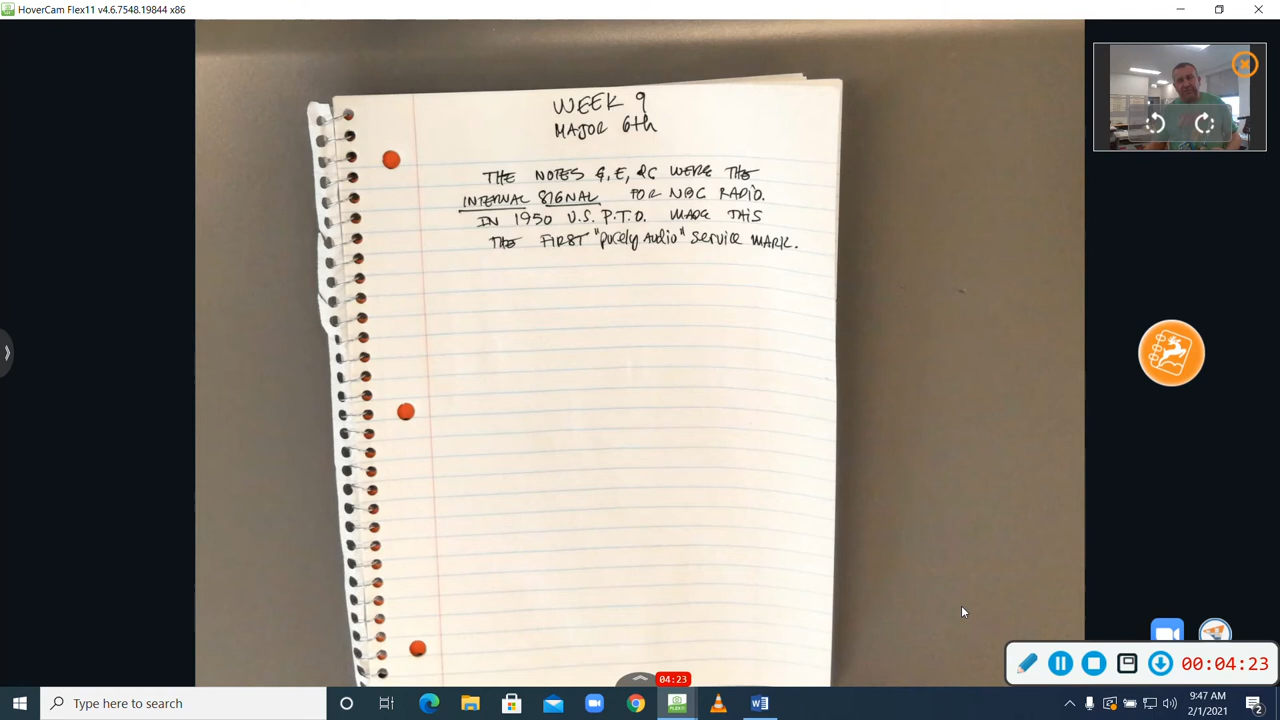 HoverCam Flex11 v4.6.7548.19844 x86
WEEK 9
MAJOR 6th
THE NOTES G, E, & C WERE THE
INTERNAL SIGNAL FOR NBC RADIO.
IN 1950 U.S. P.T.O. MADE THIS
THE FIRST "PURELY AUDIO" SERVICE MARK.
00:04:23
04:23
FLEX11
Type here to search
9:47 AM
2/1/2021
2